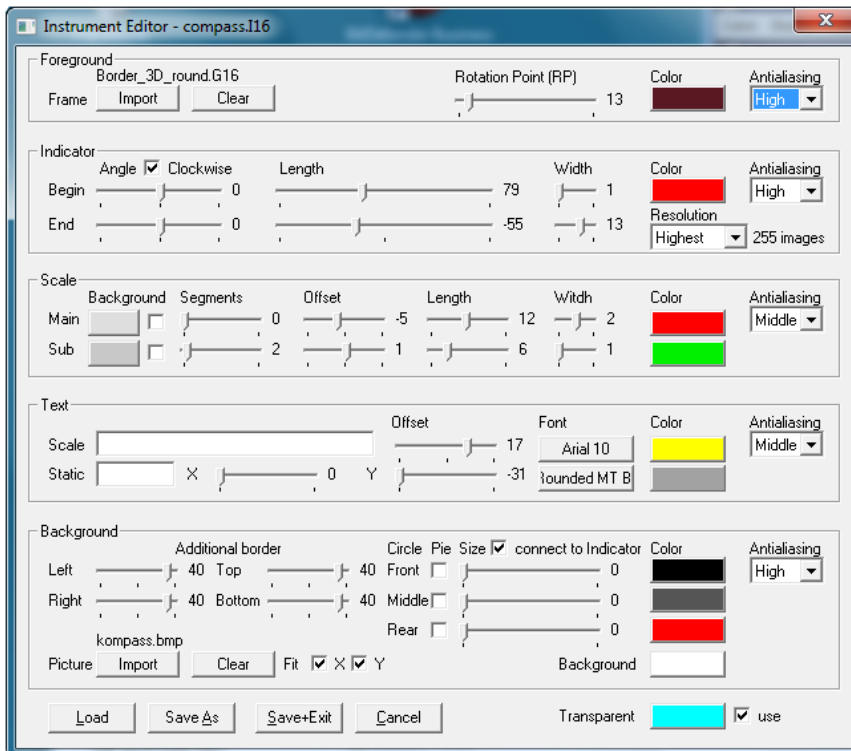 Instrument Editor - compass.I16
Foreground
Border_3D_round.G16 Rotation Point (RP) Color Antialiasing
Frame Import Clear 13 High
Indicator
Angle Clockwise Length Width Color Antialiasing
Begin 0 79 1 High
End 0 -55 13 Resolution
Highest 255 images
Scale
Background Segments Offset Length Witdh Color Antialiasing
Main 0 -5 12 2 Middle
Sub 2 1 6 1
Text
Offset Font Color Antialiasing
Scale 17 Arial 10 Middle
Static X 0 Y -31 Rounded MT B
Background
Additional border Circle Pie Size connect to Indicator Color Antialiasing
Left 40 Top 40 Front 0 High
Right 40 Bottom 40 Middle 0
Rear 0
kompass.bmp
Picture Import Clear Fit X Y Background
Load Save As Save+Exit Cancel Transparent use